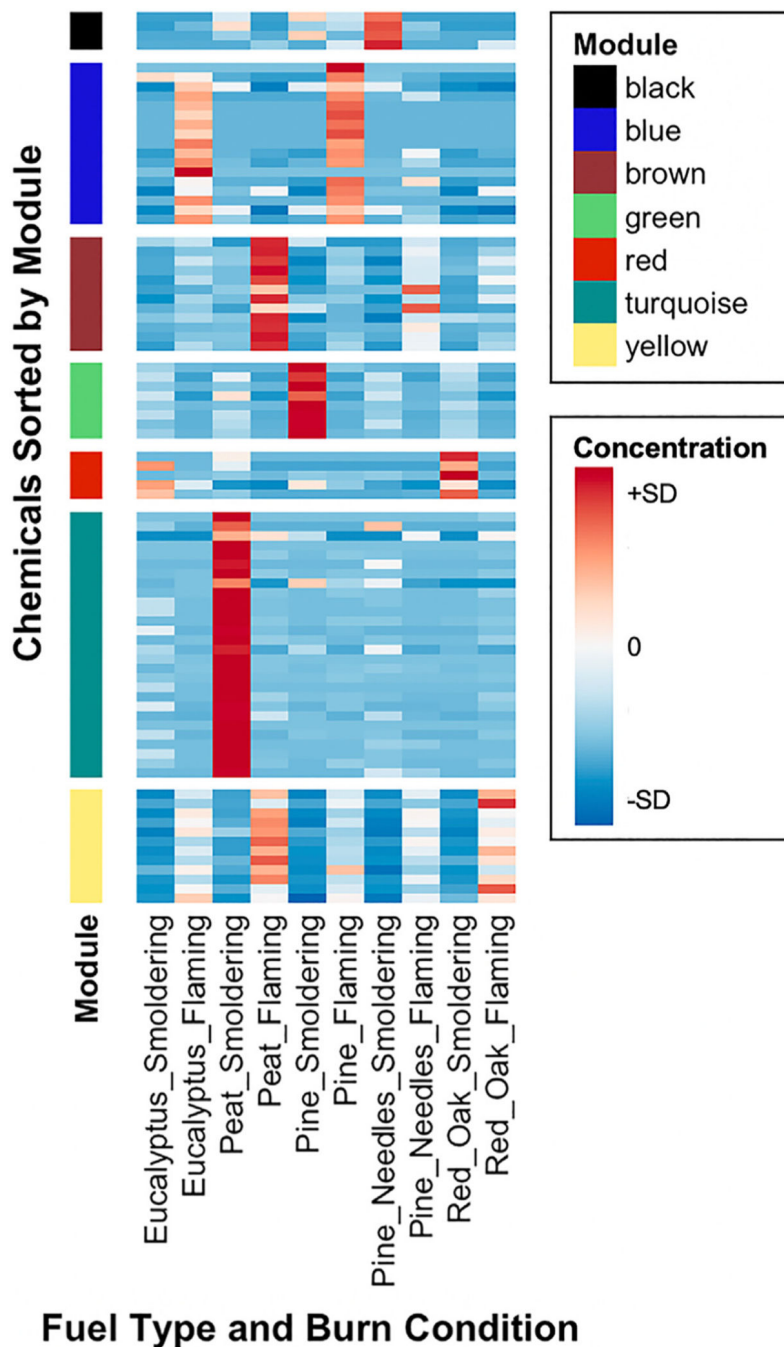 Chemicals Sorted by Module
Module
Eucalyptus_Smoldering
Eucalyptus_Flaming
Peat_Smoldering
Peat_Flaming
Pine_Smoldering
Pine_Flaming
Pine_Needles_Smoldering
Pine_Needles_Flaming
Red_Oak_Smoldering
Red_Oak_Flaming
Fuel Type and Burn Condition
Module
black
blue
brown
green
red
turquoise
yellow
Concentration
+SD
0
-SD